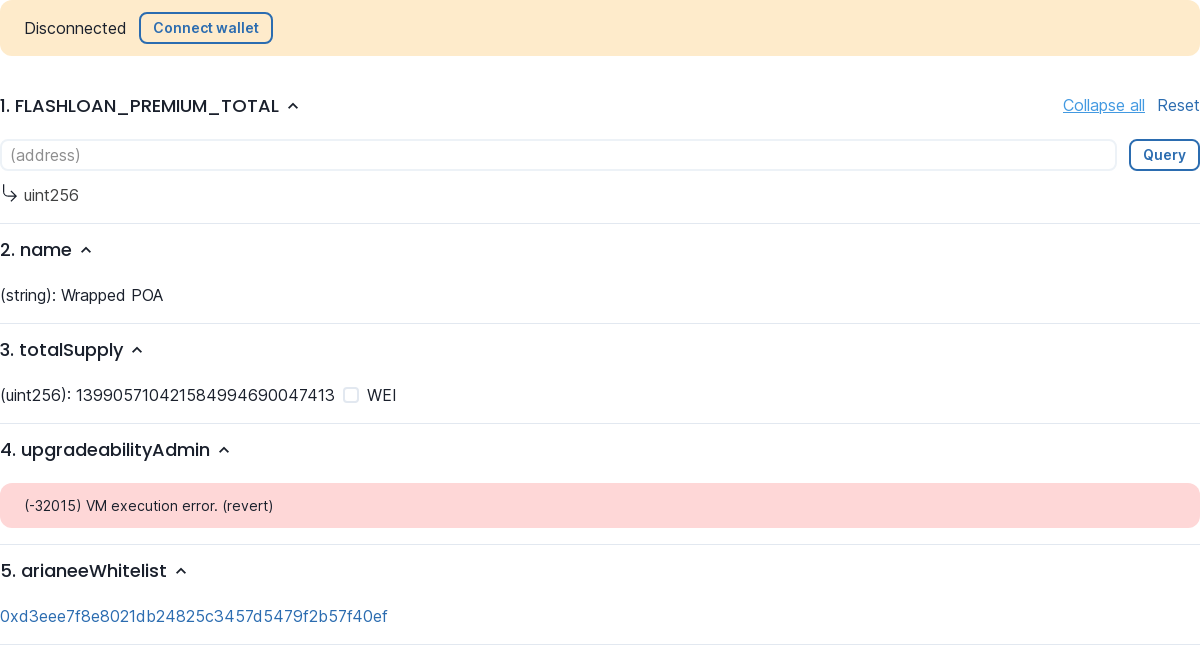 Disconnected Connect wallet
1. FLASHLOAN_PREMIUM_TOTAL Collapse all Reset
(address) Query
uint256
2. name
(string): Wrapped POA
3. totalSupply
(uint256): 139905710421584994690047413 WEI
4. upgradeabilityAdmin
(-32015) VM execution error. (revert)
5. arianeeWhitelist
0xd3eee7f8e8021db24825c3457d5479f2b57f40ef